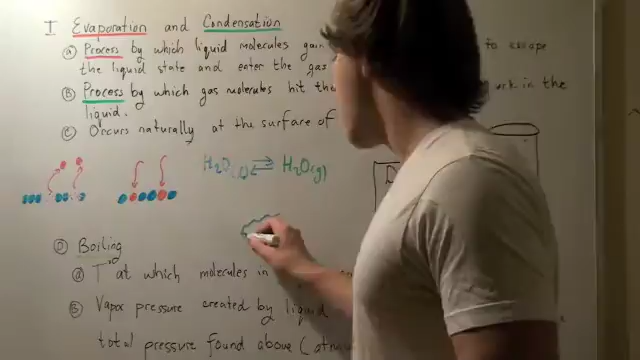 I Evaporation and Condensation
ⓐ Process by which liquid molecules gain to escape
the liquid state and enter the gas
Ⓑ Process by which gas molecules hit the in the
liquid.
ⓒ Occurs naturally at the surface of
H₂O(l) ⇌ H₂O(g)
D
Ⓓ Boiling
ⓐ T° at which molecules in
Ⓑ Vapor pressure created by liquid
total pressure found above (